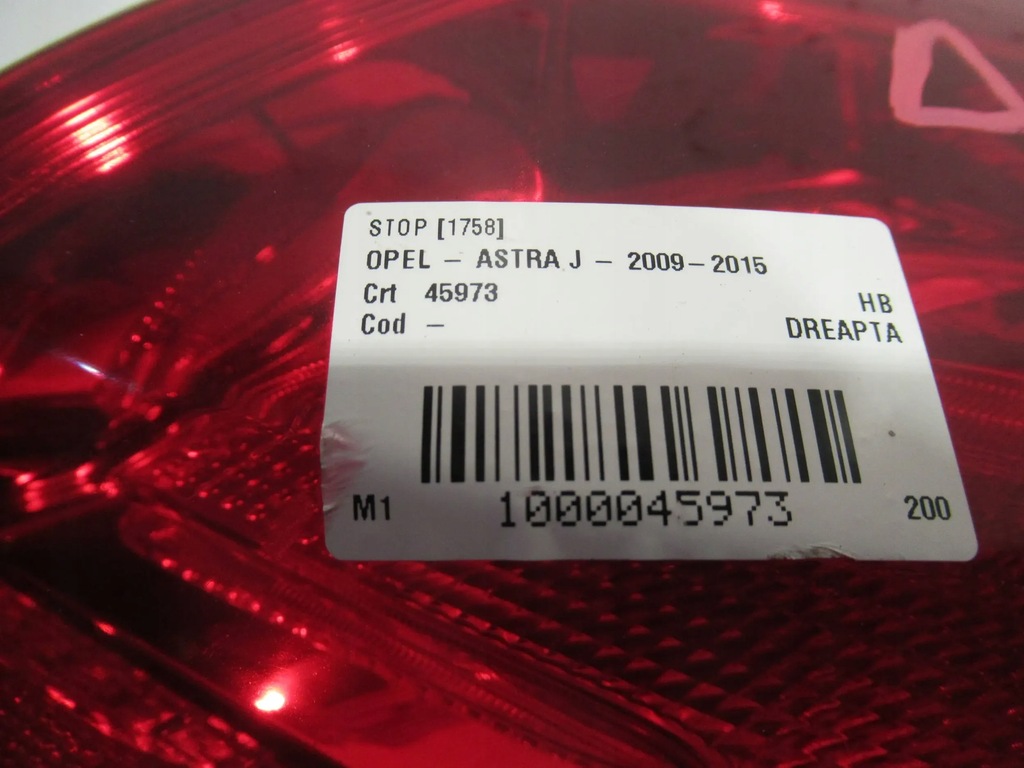 STOP [1758]
OPEL - ASTRA J - 2009-2015
Crt 45973
HB
Cod -
DREAPTA
M1
1000045973
200